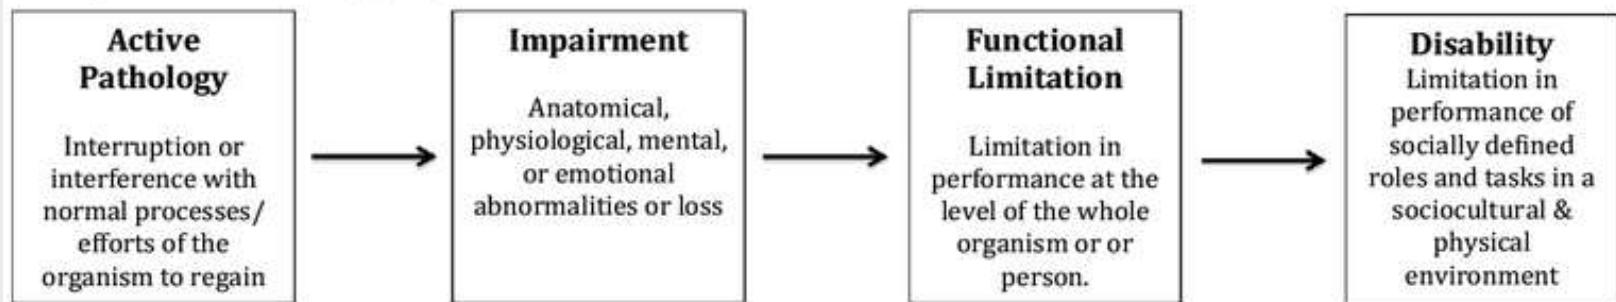 Active
Pathology
Interruption or
interference with
normal processes/
efforts of the
organism to regain
Impairment
Anatomical,
physiological, mental,
or emotional
abnormalities or loss
Functional
Limitation
Limitation in
performance at the
level of the whole
organism or or
person.
Disability
Limitation in
performance of
socially defined
roles and tasks in a
sociocultural &
physical
environment